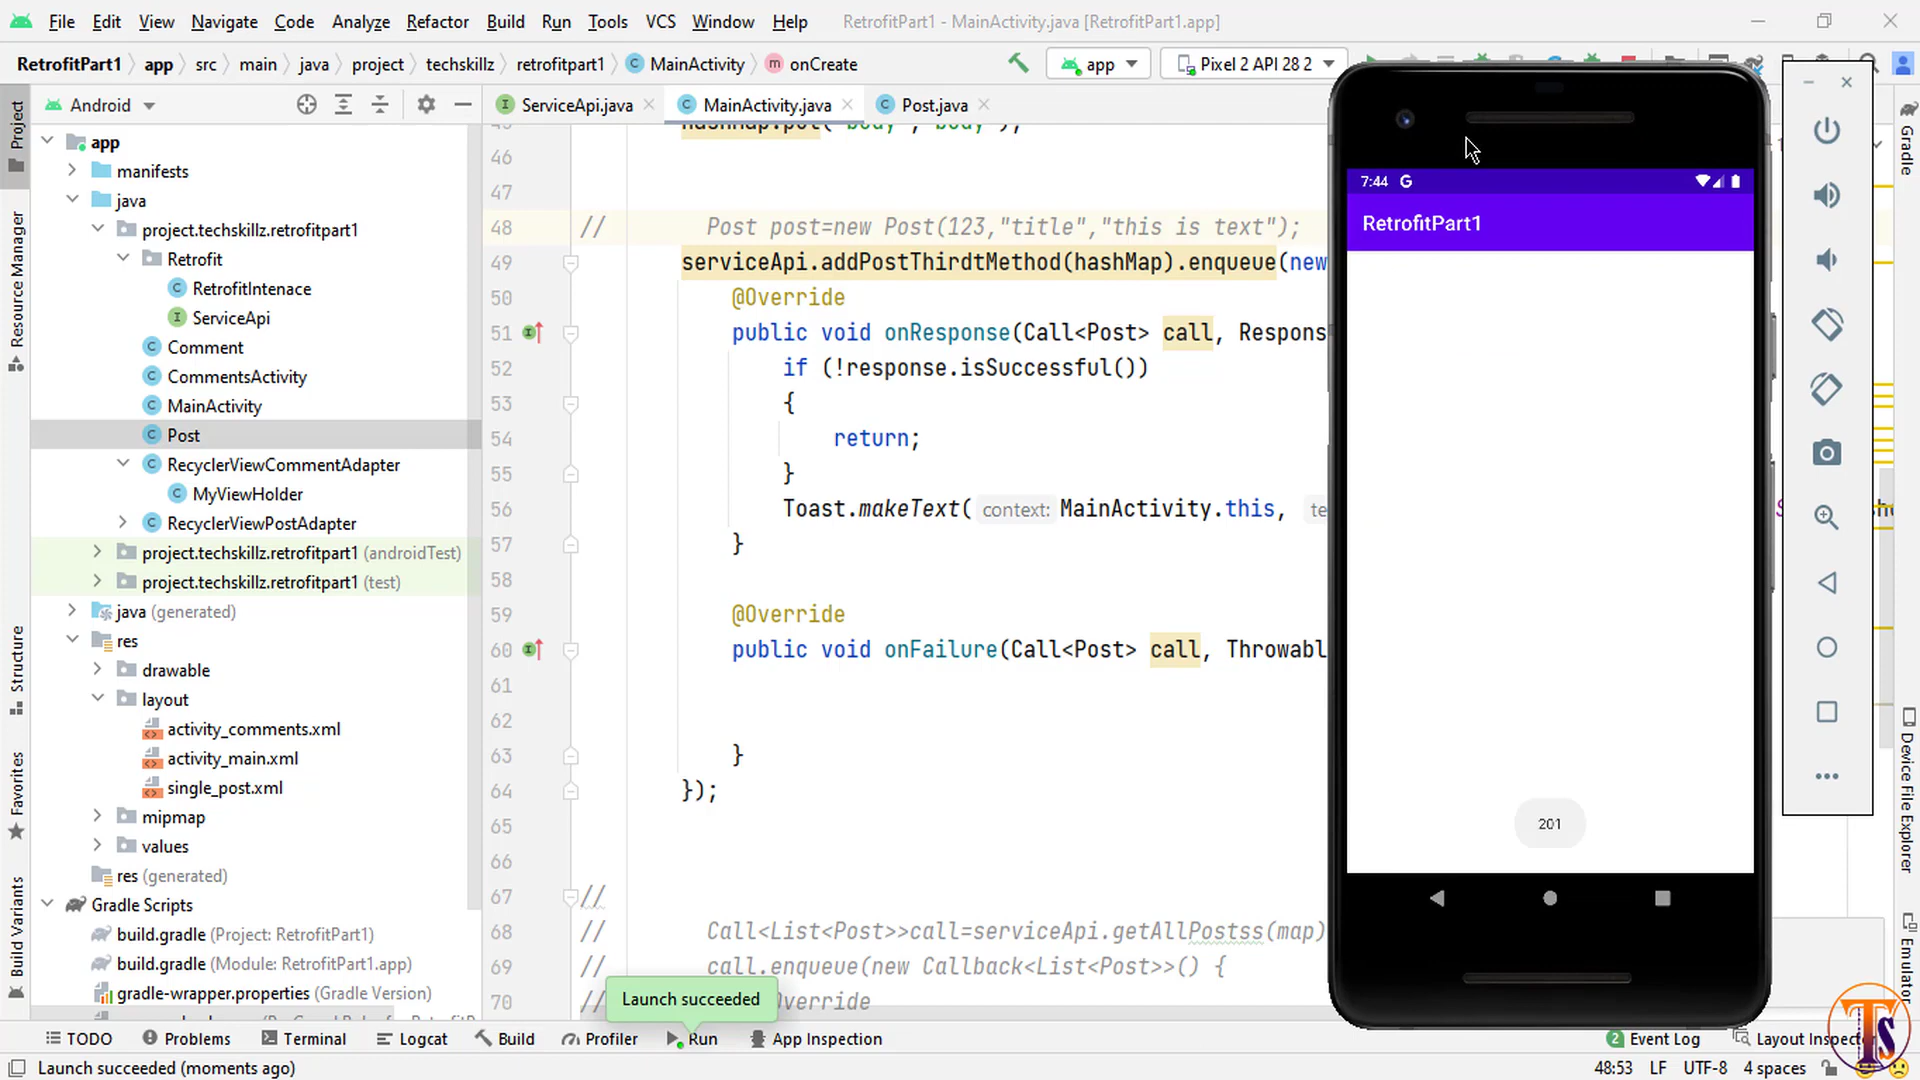 File Edit View Navigate Code Analyze Refactor Build Run Tools VCS Window Help RetrofitPart1 - MainActivity.java [RetrofitPart1.app]
RetrofitPart1 app src main java project techskillz retrofitpart1 MainActivity onCreate app Pixel 2 API 28 2
Android
ServiceApi.java MainActivity.java Post.java
Project
Resource Manager
Structure
Favorites
Build Variants
app
manifests
java
project.techskillz.retrofitpart1
Retrofit
RetrofitIntenace
ServiceApi
Comment
CommentsActivity
MainActivity
Post
RecyclerViewCommentAdapter
MyViewHolder
RecyclerViewPostAdapter
project.techskillz.retrofitpart1 (androidTest)
project.techskillz.retrofitpart1 (test)
java (generated)
res
drawable
layout
activity_comments.xml
activity_main.xml
single_post.xml
mipmap
values
res (generated)
Gradle Scripts
build.gradle (Project: RetrofitPart1)
build.gradle (Module: RetrofitPart1.app)
gradle-wrapper.properties (Gradle Version)
hashMap.put("body","body");
46
47
48 // Post post=new Post(123,"title","this is text");
49 serviceApi.addPostThirdtMethod(hashMap).enqueue(new
50 @Override
51 public void onResponse(Call<Post> call, Respons
52 if (!response.isSuccessful())
53 {
54 return;
55 }
56 Toast.makeText( context: MainActivity.this, te
57 }
58
59 @Override
60 public void onFailure(Call<Post> call, Throwabl
61
62
63 }
64 });
65
66
67 //
68 // Call<List<Post>>call=serviceApi.getAllPostss(map)
69 // call.enqueue(new Callback<List<Post>>() {
70 // verride
Launch succeeded
7:44 G
RetrofitPart1
201
Gradle
Device File Explorer
Emulator
TODO Problems Terminal Logcat Build Profiler Run App Inspection 2 Event Log Layout Inspec
Launch succeeded (moments ago) 48:53 LF UTF-8 4 spaces
TS